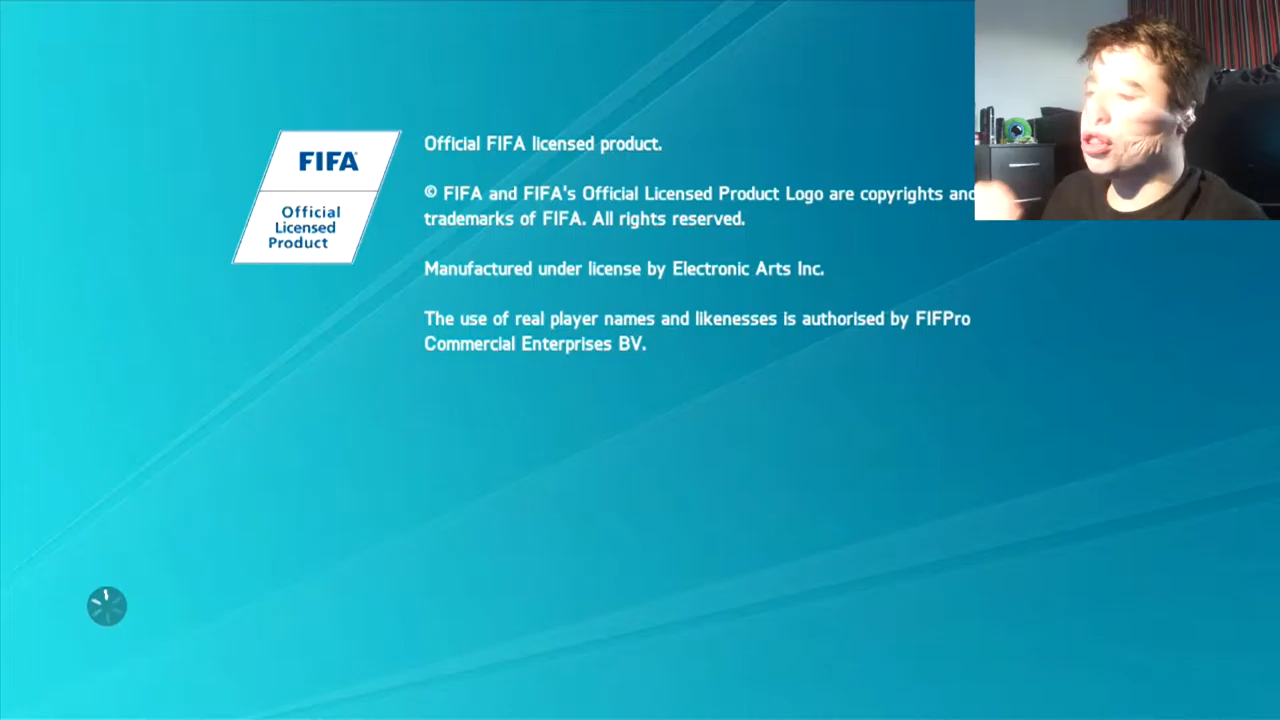 FIFA
Official
Licensed
Product
Official FIFA licensed product.
© FIFA and FIFA's Official Licensed Product Logo are copyrights and
trademarks of FIFA. All rights reserved.
Manufactured under license by Electronic Arts Inc.
The use of real player names and likenesses is authorised by FIFPro
Commercial Enterprises BV.